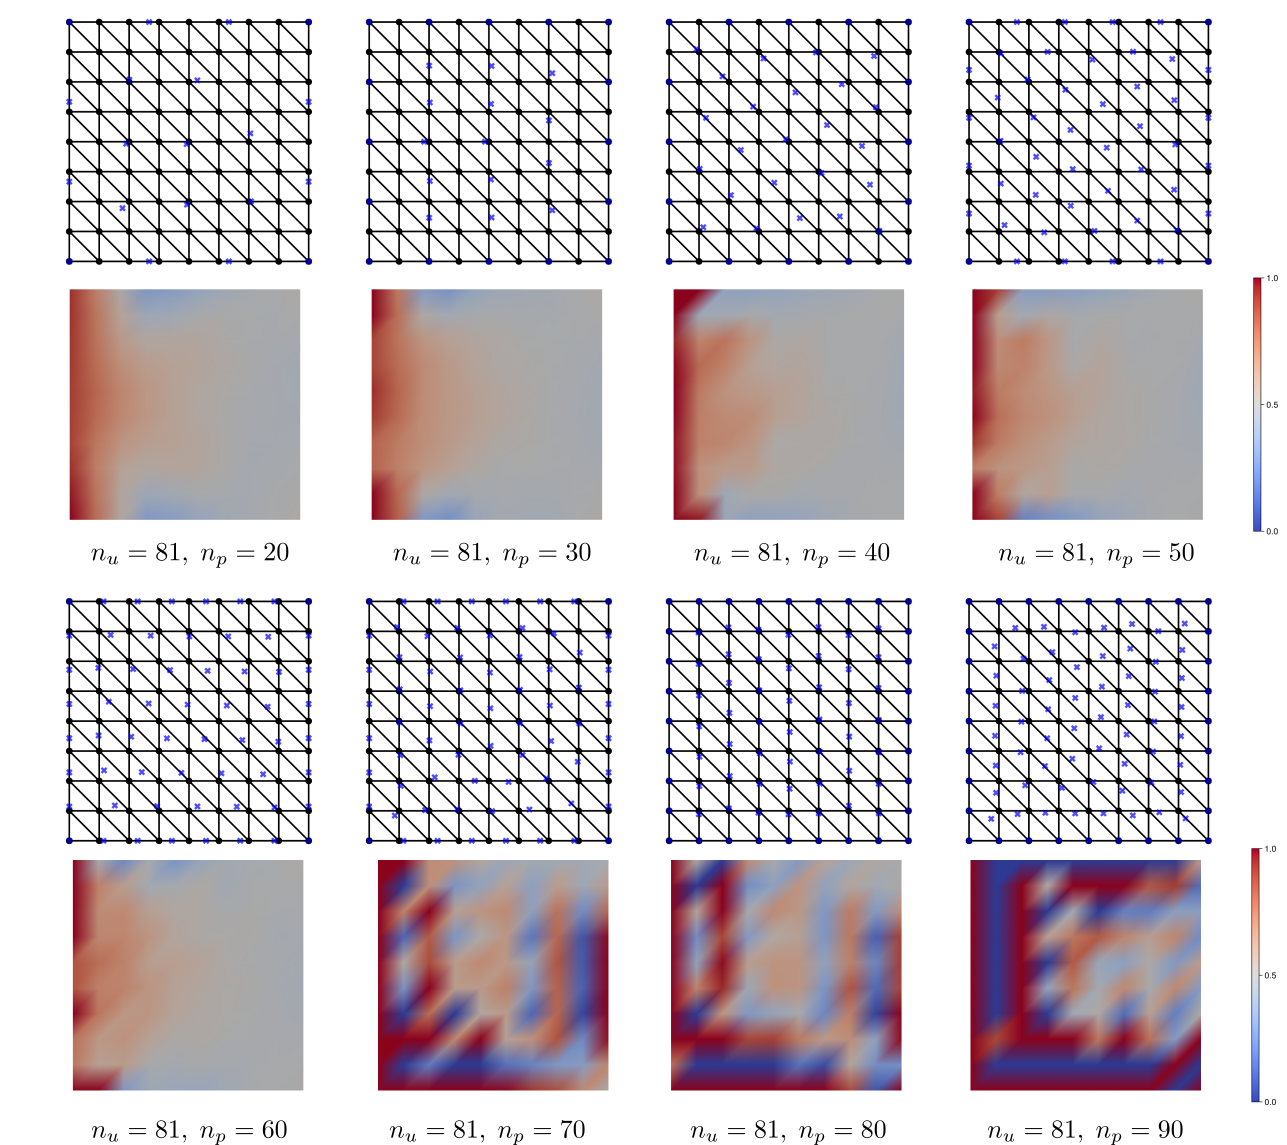 1.0
0.5
0.0
n_u = 81, n_p = 20
n_u = 81, n_p = 30
n_u = 81, n_p = 40
n_u = 81, n_p = 50
1.0
0.5
0.0
n_u = 81, n_p = 60
n_u = 81, n_p = 70
n_u = 81, n_p = 80
n_u = 81, n_p = 90